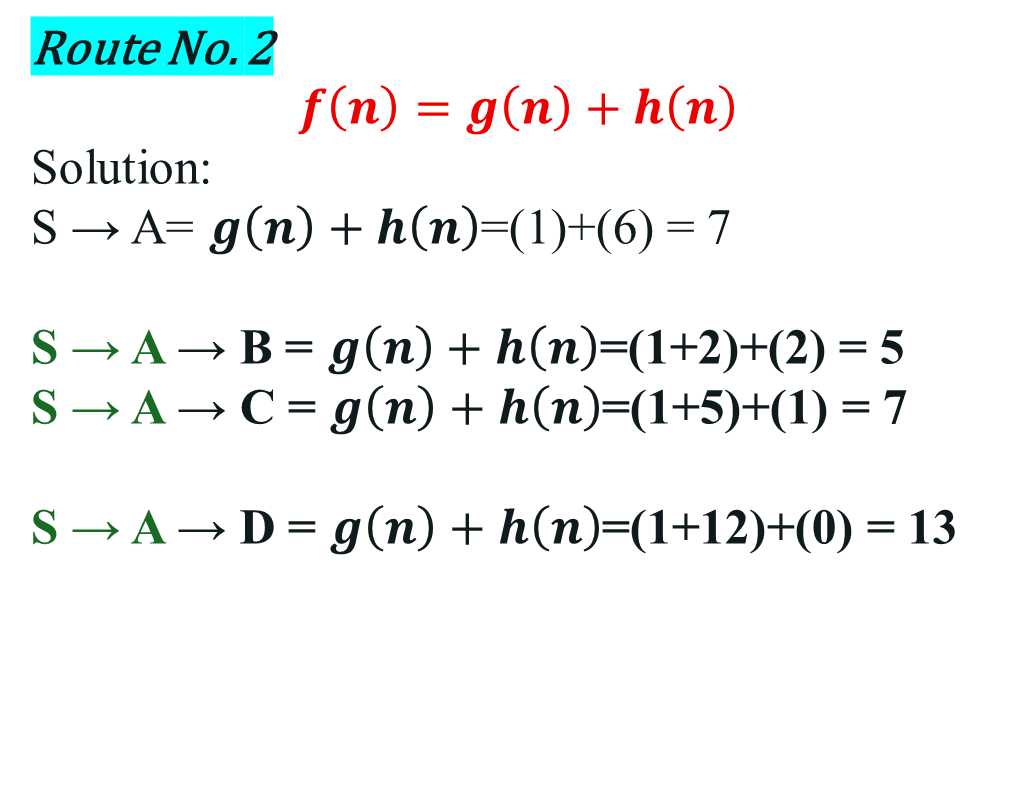 Route No. 2
f(n) = g(n) + h(n)
Solution:
S → A= g(n) + h(n)=(1)+(6) = 7
S → A → B = g(n) + h(n)=(1+2)+(2) = 5
S → A → C = g(n) + h(n)=(1+5)+(1) = 7
S → A → D = g(n) + h(n)=(1+12)+(0) = 13